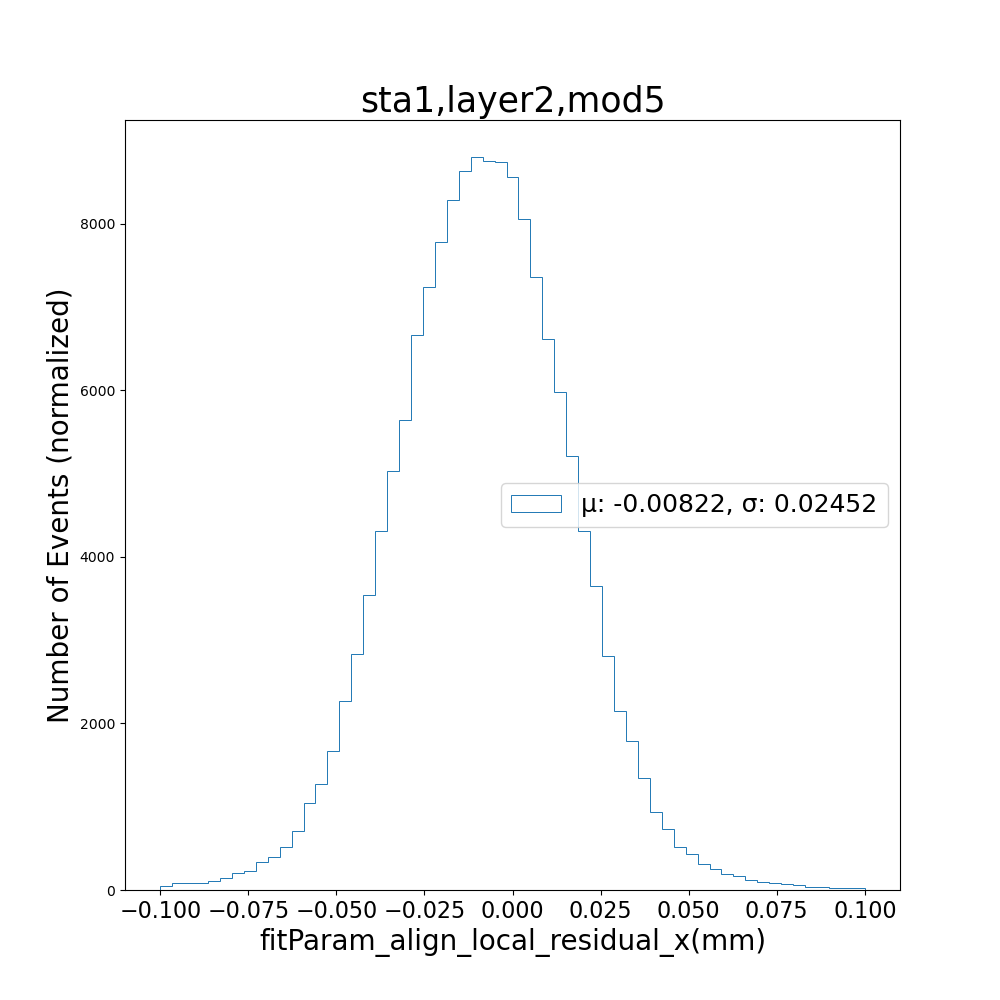 sta1,layer2,mod5
Number of Events (normalized)
8000
6000
4000
2000
0
μ: -0.00822, σ: 0.02452
−0.100 −0.075 −0.050 −0.025 0.000 0.025 0.050 0.075 0.100
fitParam_align_local_residual_x(mm)